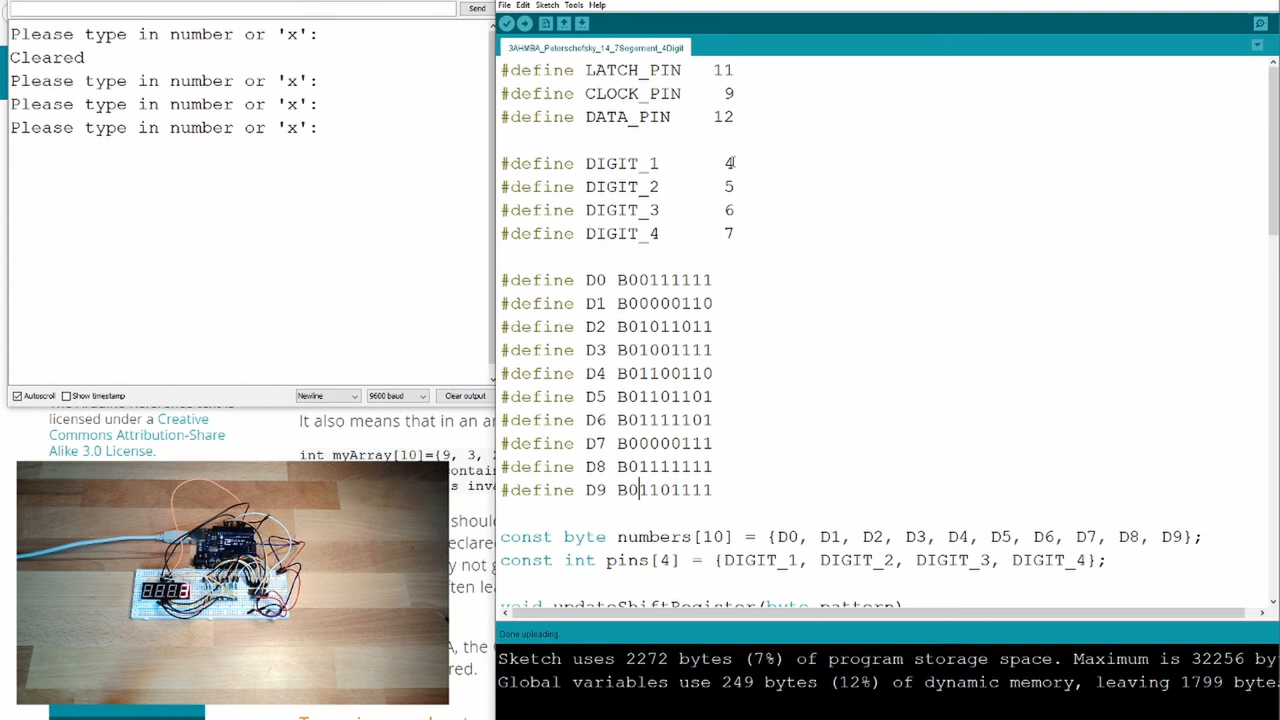 Send
Please type in number or 'x':
Cleared
Please type in number or 'x':
Please type in number or 'x':
Please type in number or 'x':
Autoscroll Show timestamp Newline 9600 baud Clear output
licensed under a Creative
Commons Attribution-Share
Alike 3.0 License.
It also means that in an ar
int myArray[10]={9, 3, 2
File Edit Sketch Tools Help
3AHMBA_Peterschofsky_14_7Segement_4Digit
#define LATCH_PIN 11
#define CLOCK_PIN 9
#define DATA_PIN 12
#define DIGIT_1 4
#define DIGIT_2 5
#define DIGIT_3 6
#define DIGIT_4 7
#define D0 B00111111
#define D1 B00000110
#define D2 B01011011
#define D3 B01001111
#define D4 B01100110
#define D5 B01101101
#define D6 B01111101
#define D7 B00000111
#define D8 B01111111
#define D9 B01101111
const byte numbers[10] = {D0, D1, D2, D3, D4, D5, D6, D7, D8, D9};
const int pins[4] = {DIGIT_1, DIGIT_2, DIGIT_3, DIGIT_4};
void updateShiftRegister(byte pattern)
Done uploading.
Sketch uses 2272 bytes (7%) of program storage space. Maximum is 32256 by
Global variables use 249 bytes (12%) of dynamic memory, leaving 1799 byte